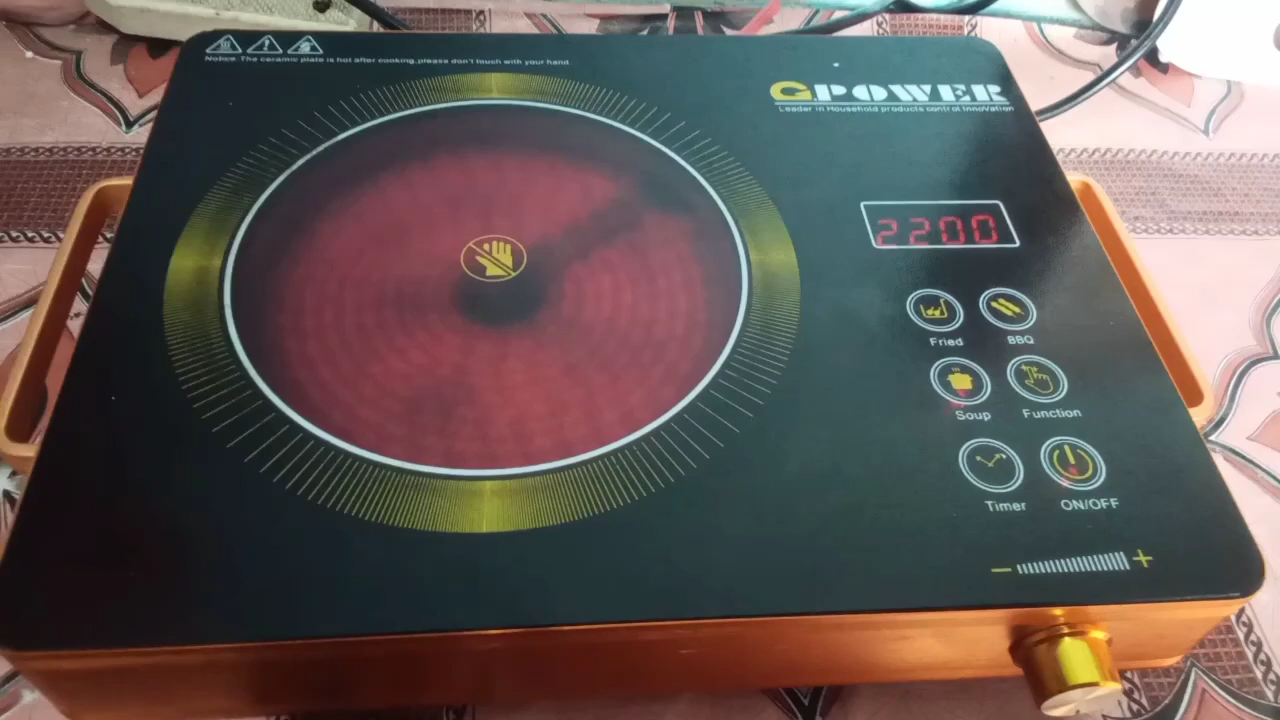 Notice: The ceramic plate is hot after cooking,please don't touch with your hand.
GPOWER
Leader in Household products control InnoVation
2200
Fried
BBQ
Soup
Function
Timer
ON/OFF
− +